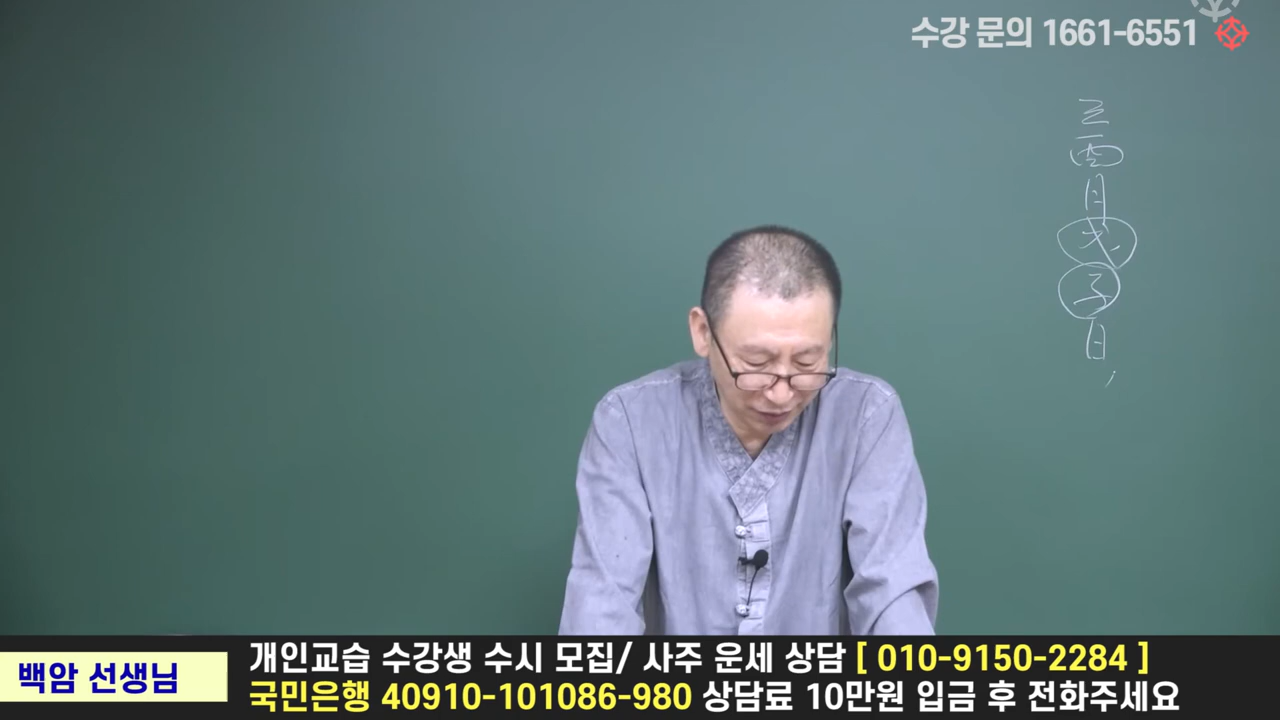 수강 문의 1661-6551
月
戊
子
日,
백암 선생님
개인교습 수강생 수시 모집/ 사주 운세 상담 [ 010-9150-2284 ]
국민은행 40910-101086-980 상담료 10만원 입금 후 전화주세요